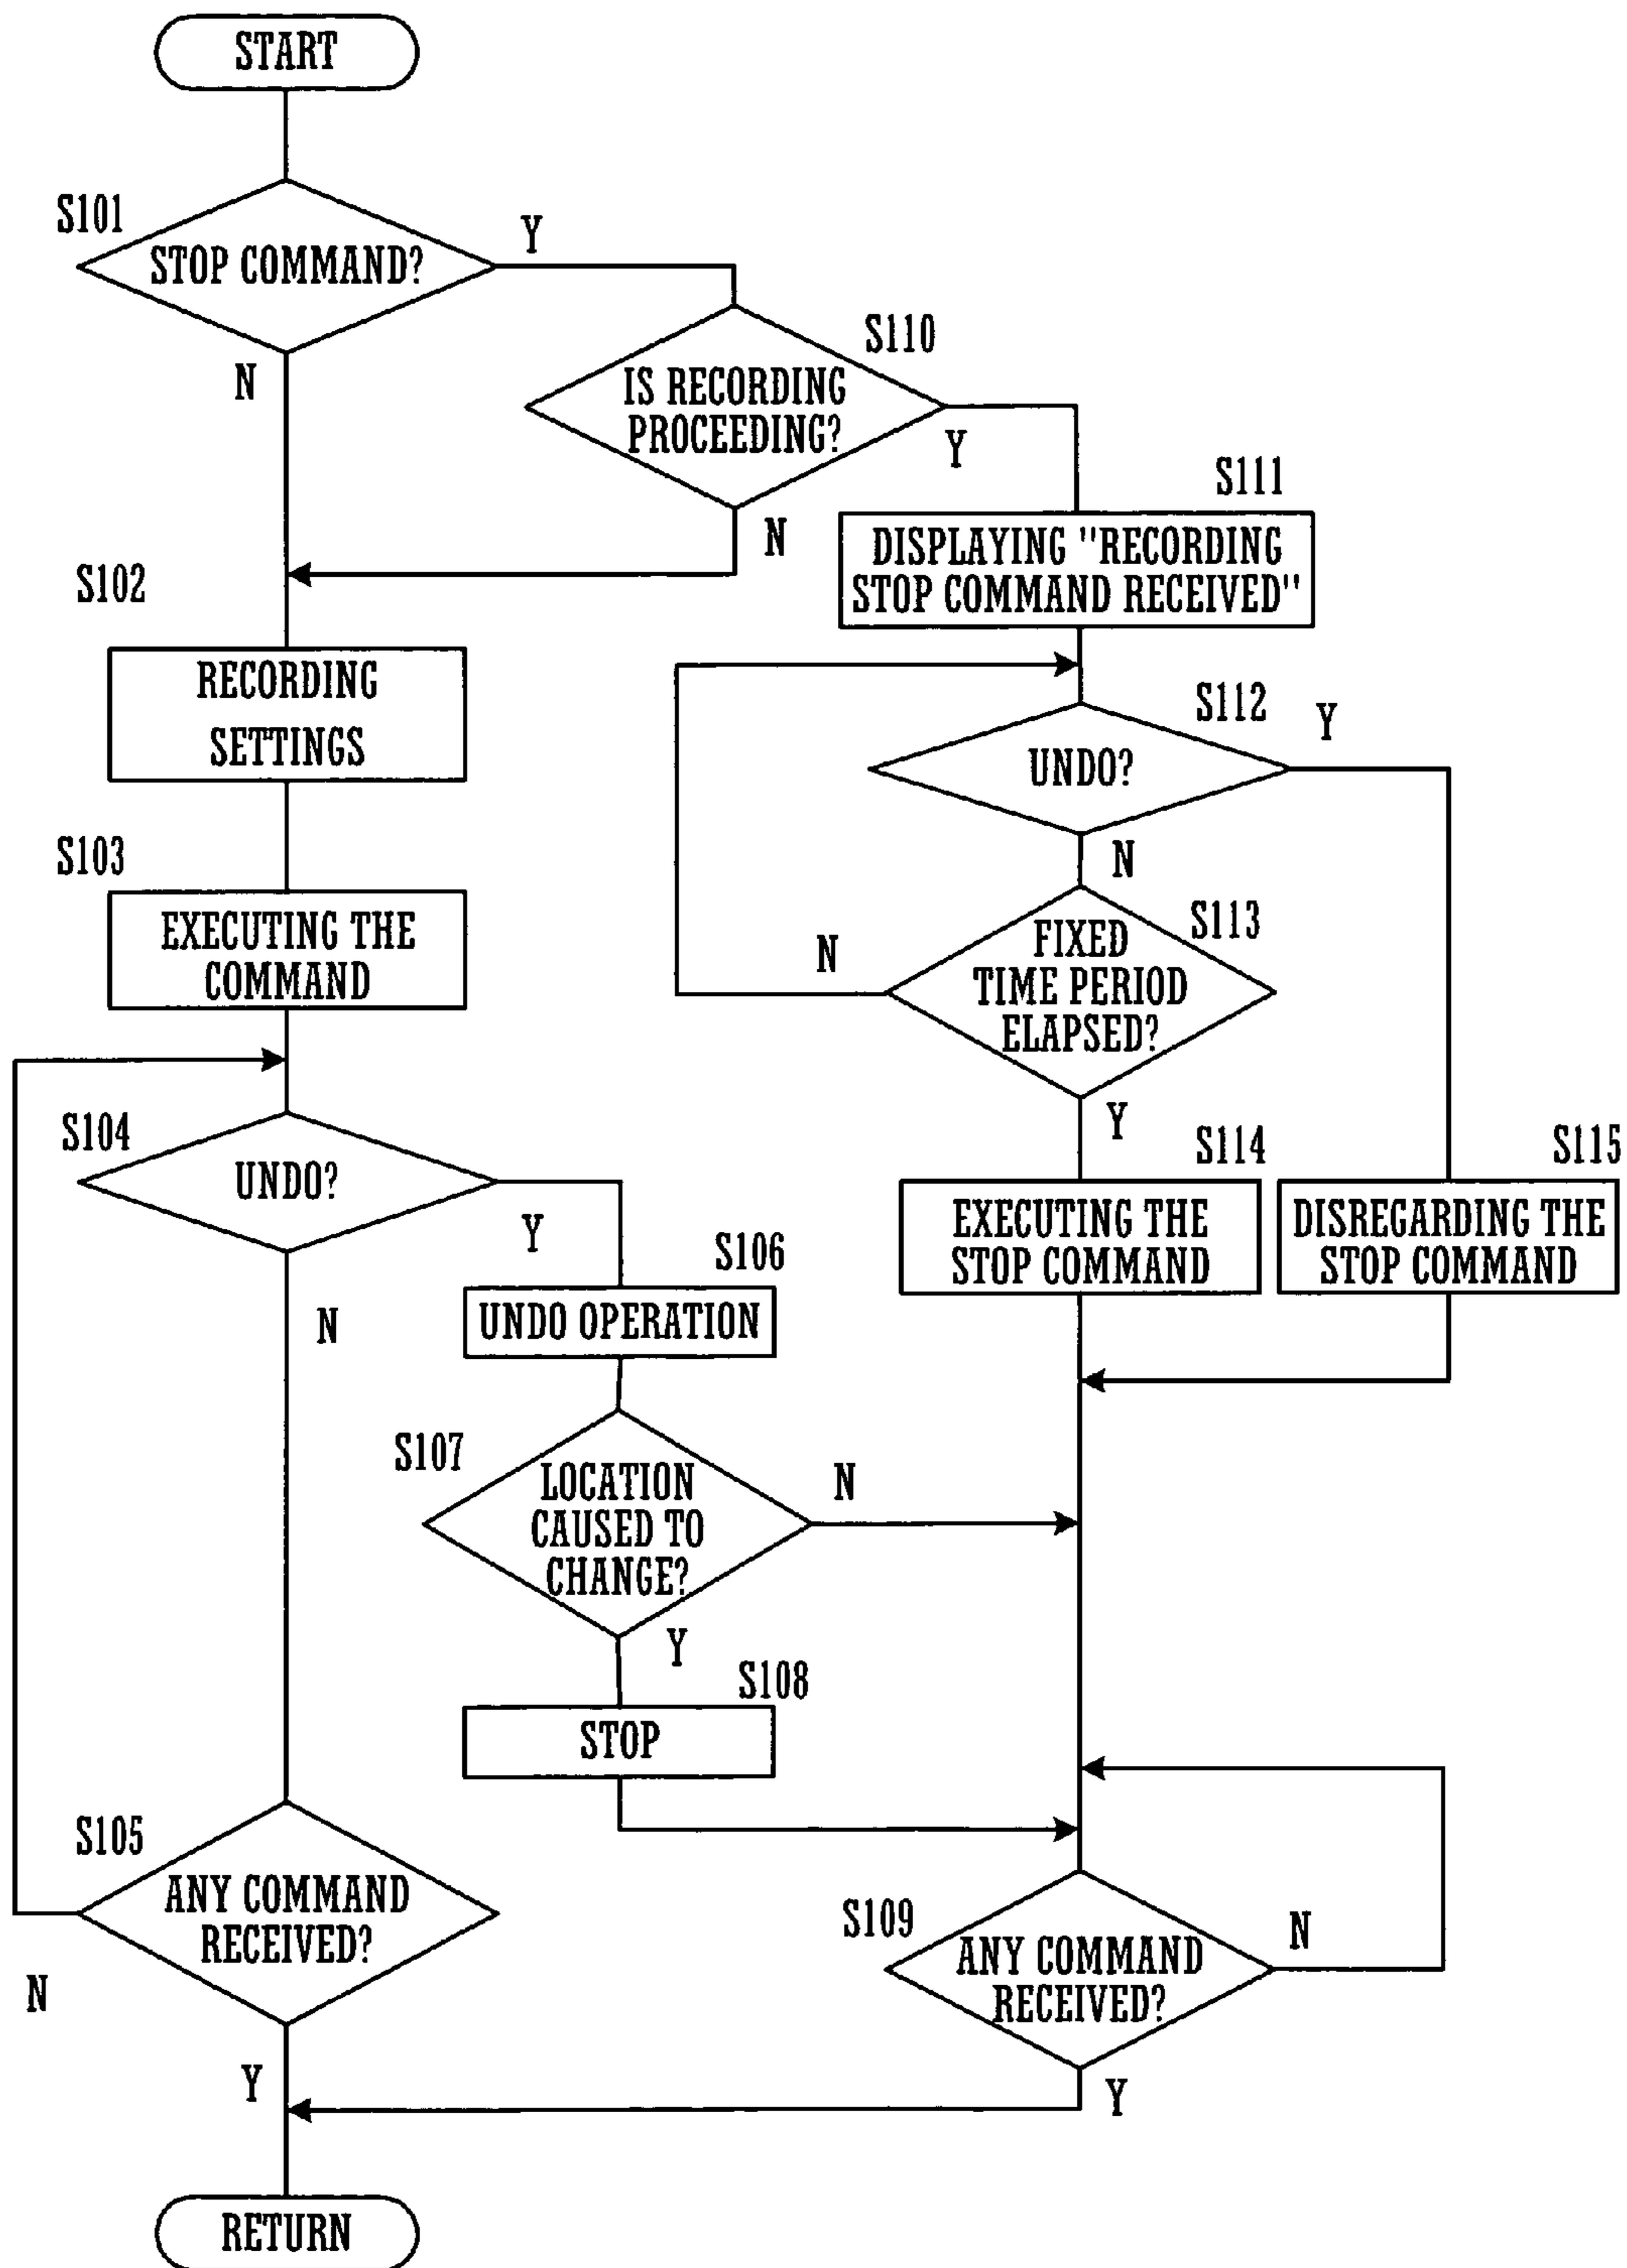 START
S101
STOP COMMAND?
Y
N
S110
IS RECORDING
PROCEEDING?
Y
N
S111
DISPLAYING "RECORDING
STOP COMMAND RECEIVED"
S102
RECORDING
SETTINGS
S112
UNDO?
Y
N
S103
EXECUTING THE
COMMAND
S113
FIXED
TIME PERIOD
ELAPSED?
N
Y
S104
UNDO?
Y
N
S114
EXECUTING THE
STOP COMMAND
S115
DISREGARDING THE
STOP COMMAND
S106
UNDO OPERATION
S107
LOCATION
CAUSED TO
CHANGE?
N
Y
S108
STOP
S105
ANY COMMAND
RECEIVED?
N
Y
S109
ANY COMMAND
RECEIVED?
N
Y
RETURN